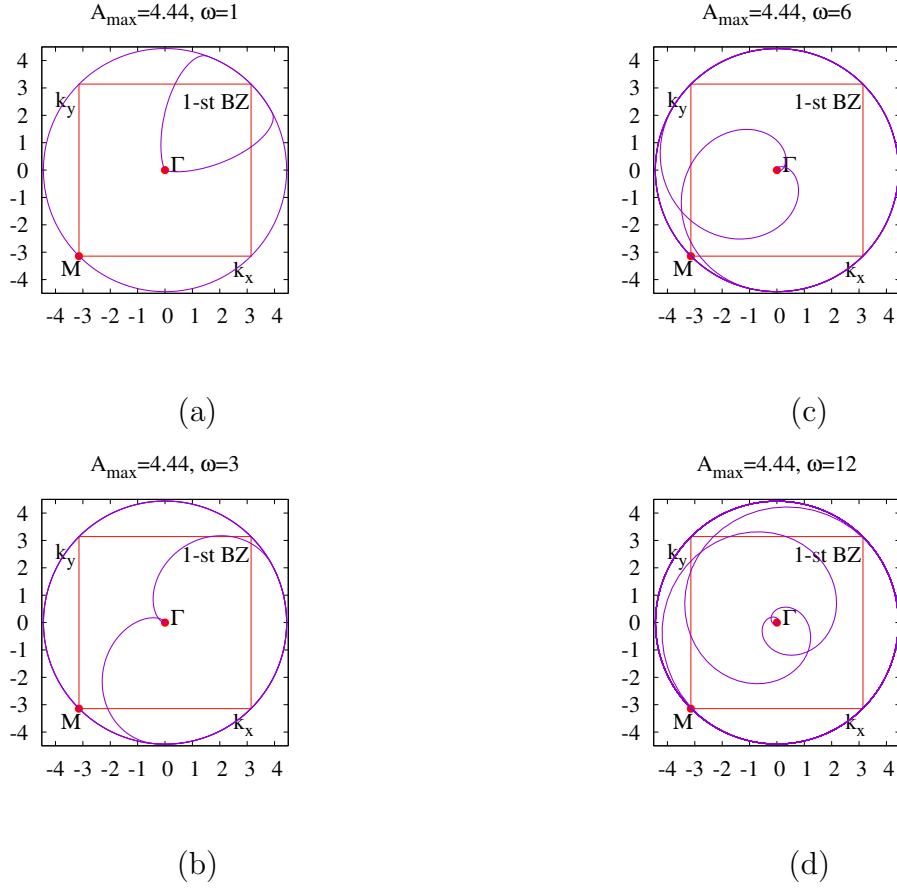 A_max=4.44, ω=1
4
3
2
1
0
-1
-2
-3
-4
k_y
1-st BZ
Γ
M
k_x
-4 -3 -2 -1 0 1 2 3 4
(a)
A_max=4.44, ω=6
4
3
2
1
0
-1
-2
-3
-4
k_y
1-st BZ
Γ
M
k_x
-4 -3 -2 -1 0 1 2 3 4
(c)
A_max=4.44, ω=3
4
3
2
1
0
-1
-2
-3
-4
k_y
1-st BZ
Γ
M
k_x
-4 -3 -2 -1 0 1 2 3 4
(b)
A_max=4.44, ω=12
4
3
2
1
0
-1
-2
-3
-4
k_y
1-st BZ
Γ
M
k_x
-4 -3 -2 -1 0 1 2 3 4
(d)